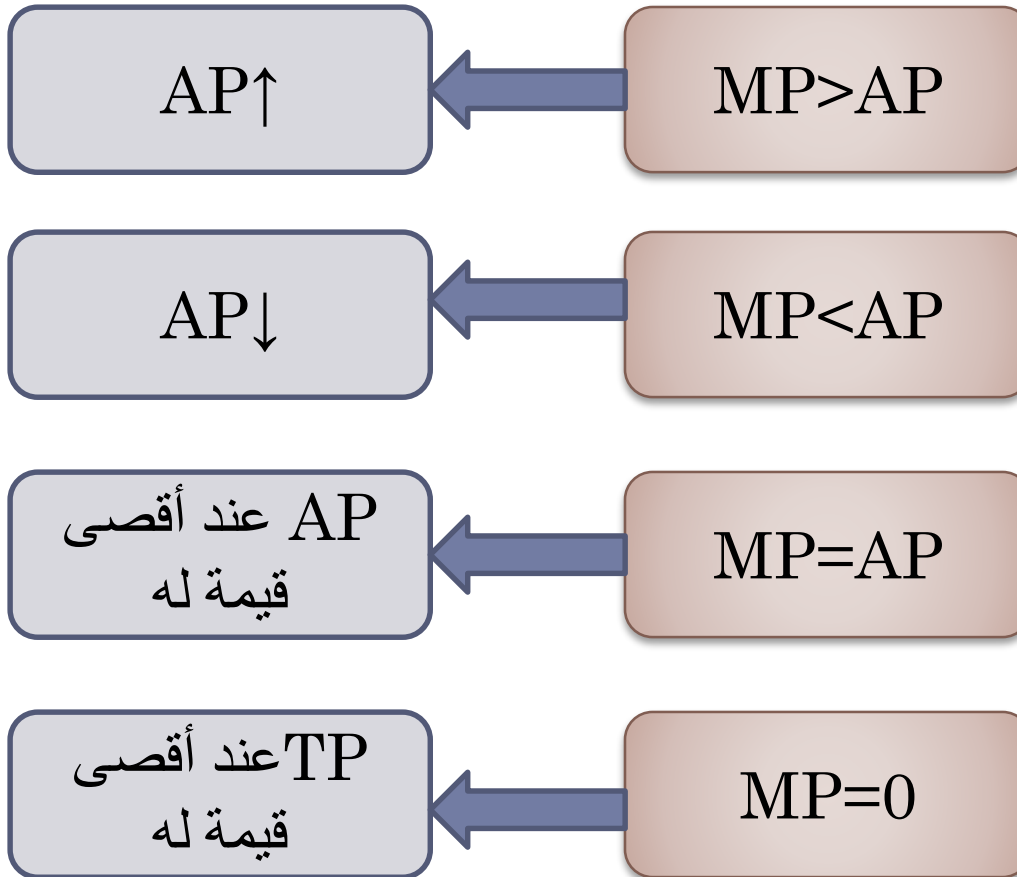 MP>AP
AP↑
MP<AP
AP↓
MP=AP
AP عند أقصى
قيمة له
MP=0
TPعند أقصى
قيمة له